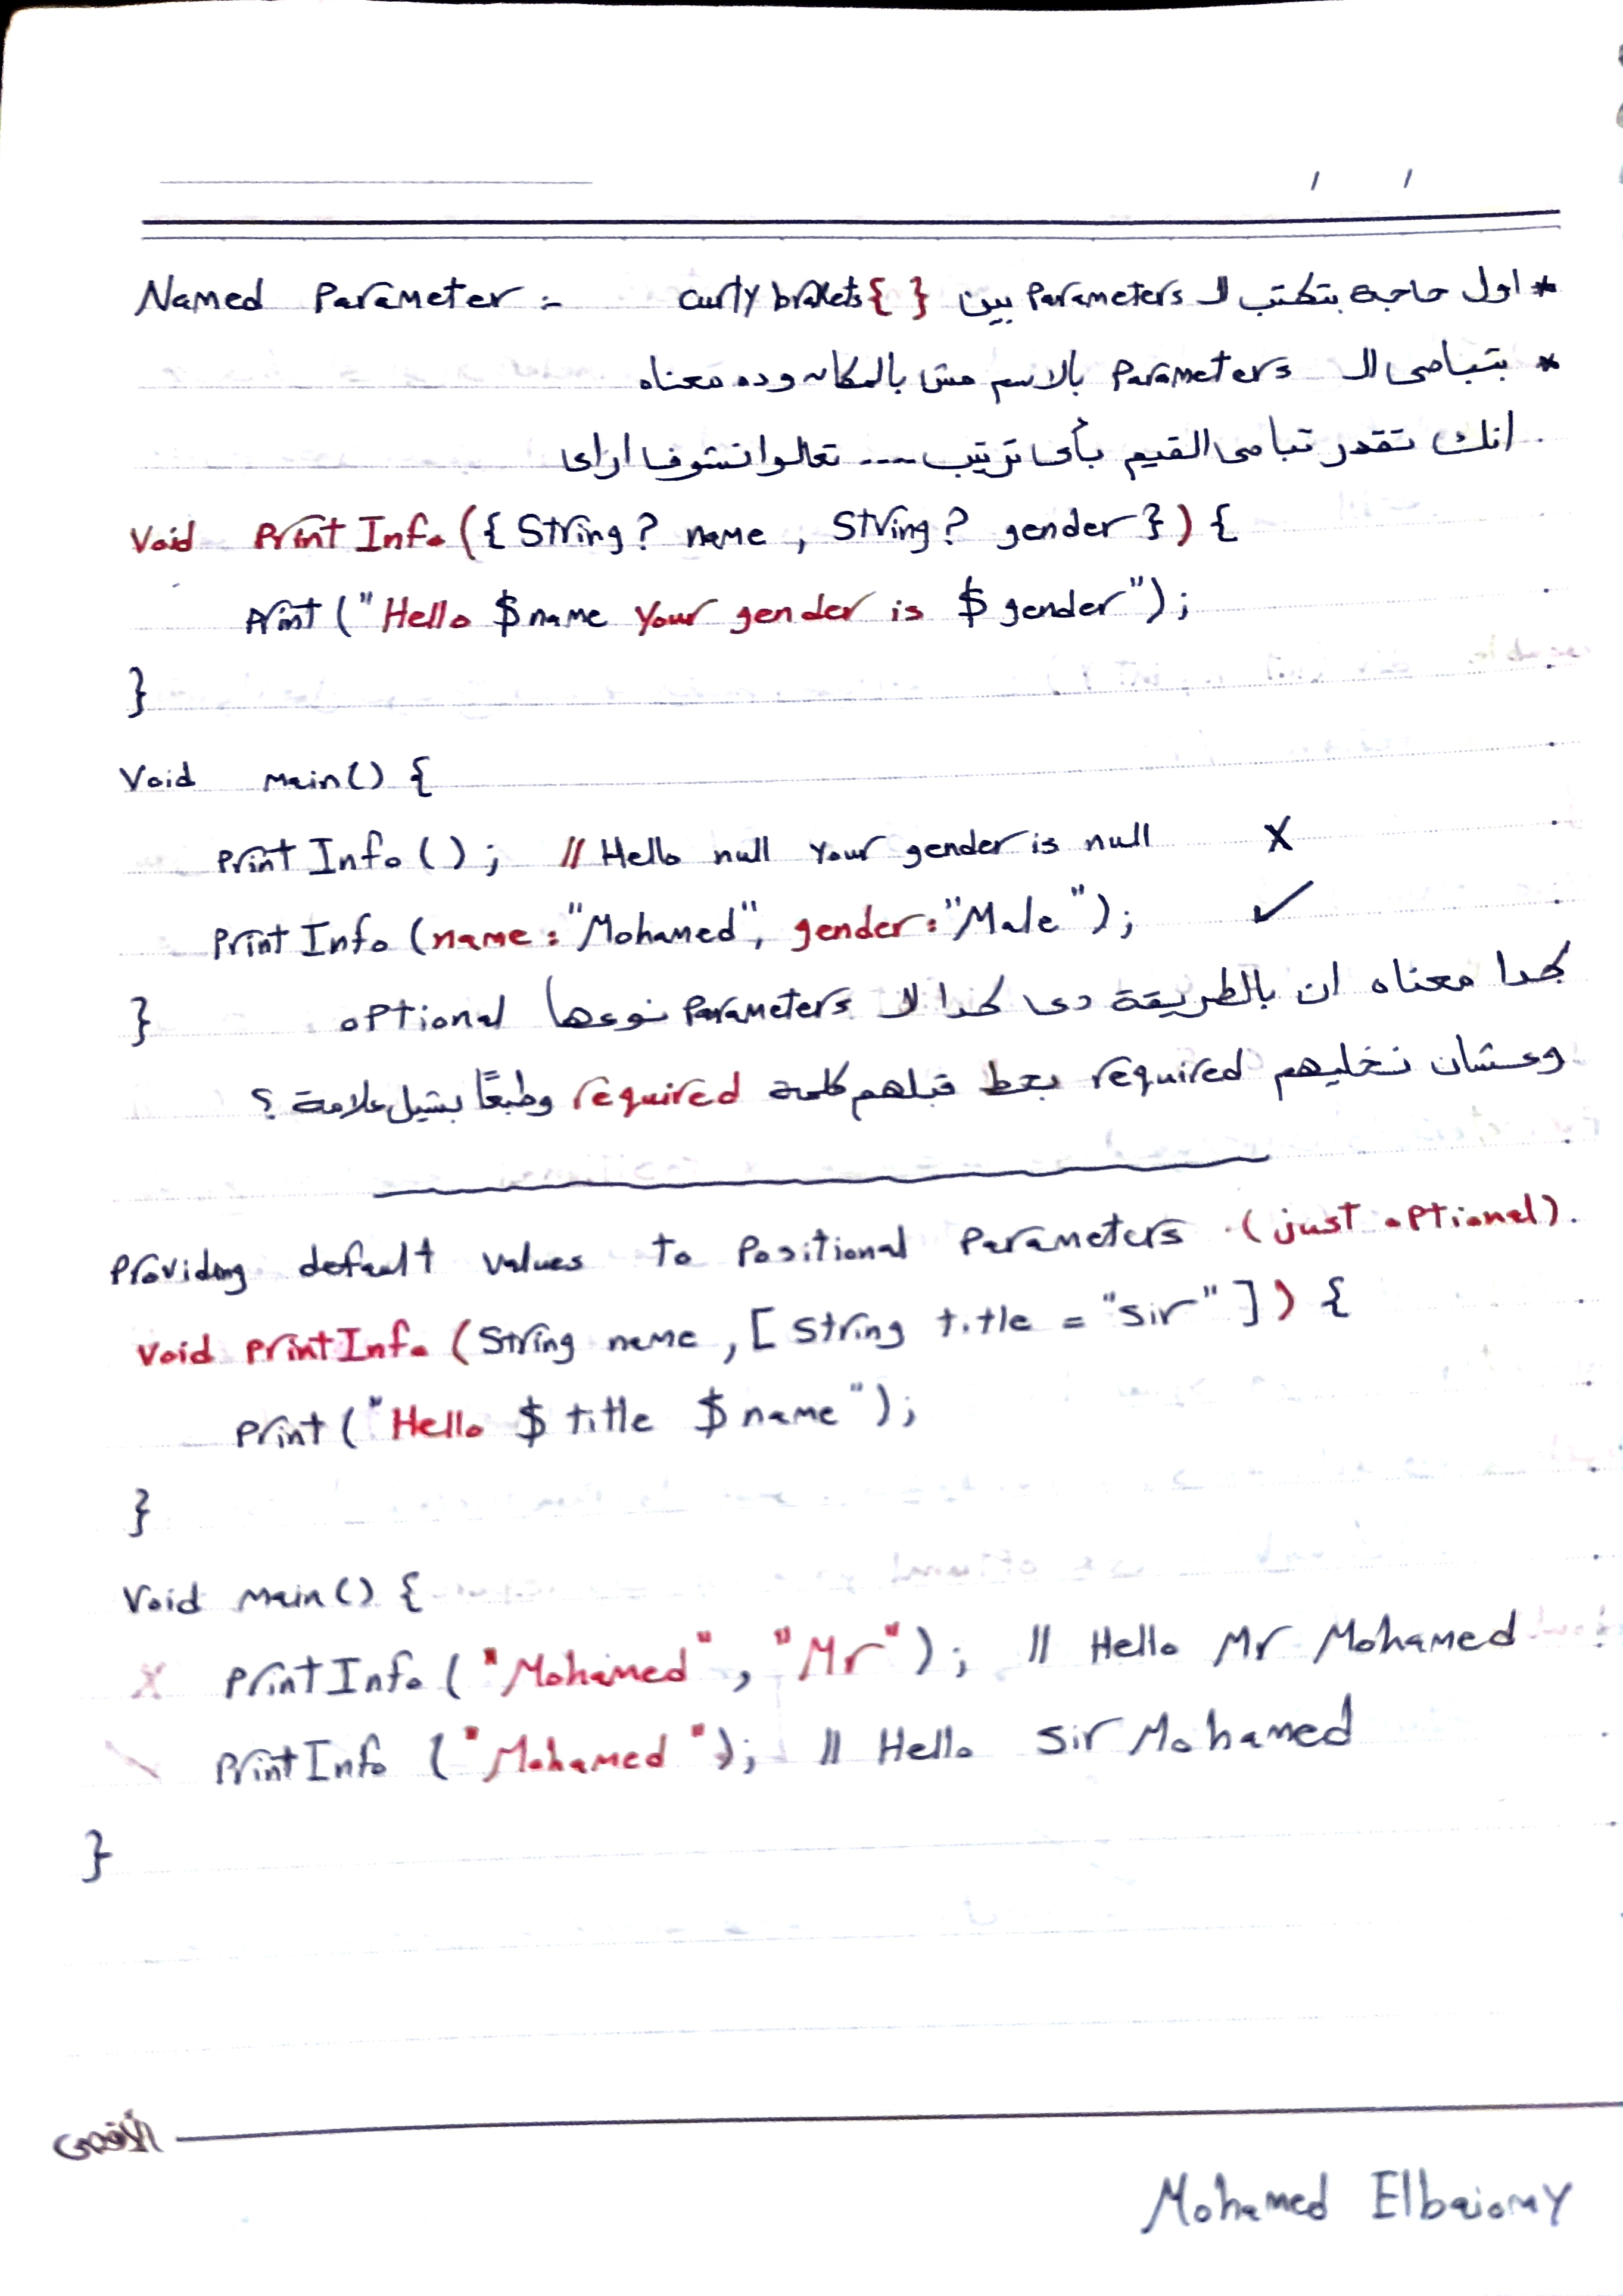 Named Parameter :- * اول حاجه بتكتب الـ Parameters بين curly brakets { }
* بتباصى الـ Parameters بالاسم مش بالمكان وده معناه
انك تقدر تباصى القيم بأى ترتيب ---- تعالوا نشوف ازاى
Void Print Info ({ String? name , String? gender }) {
Print ("Hello $name your gender is $gender");
}
Void main() {
Print Info () ; // Hello null your gender is null X
Print Info (name : "Mohamed", gender : "Male"); ✓
كدا معناه ان بالطريقة دى كدا الـ Parameters نوعها optional
}
وعشان نخليهم required بحط قبلهم كلمة required وطبعًا بشيل علامة ؟
Providing default values to Positional Parameters (just optional).
Void PrintInfo (String name , [String title = "Sir"]) {
Print ("Hello $title $name");
}
Void main() {
X PrintInfo ("Mohamed", "Mr"); // Hello Mr Mohamed
PrintInfo ("Mohamed"); // Hello Sir Mohamed
}
Mohamed Elbaiomy